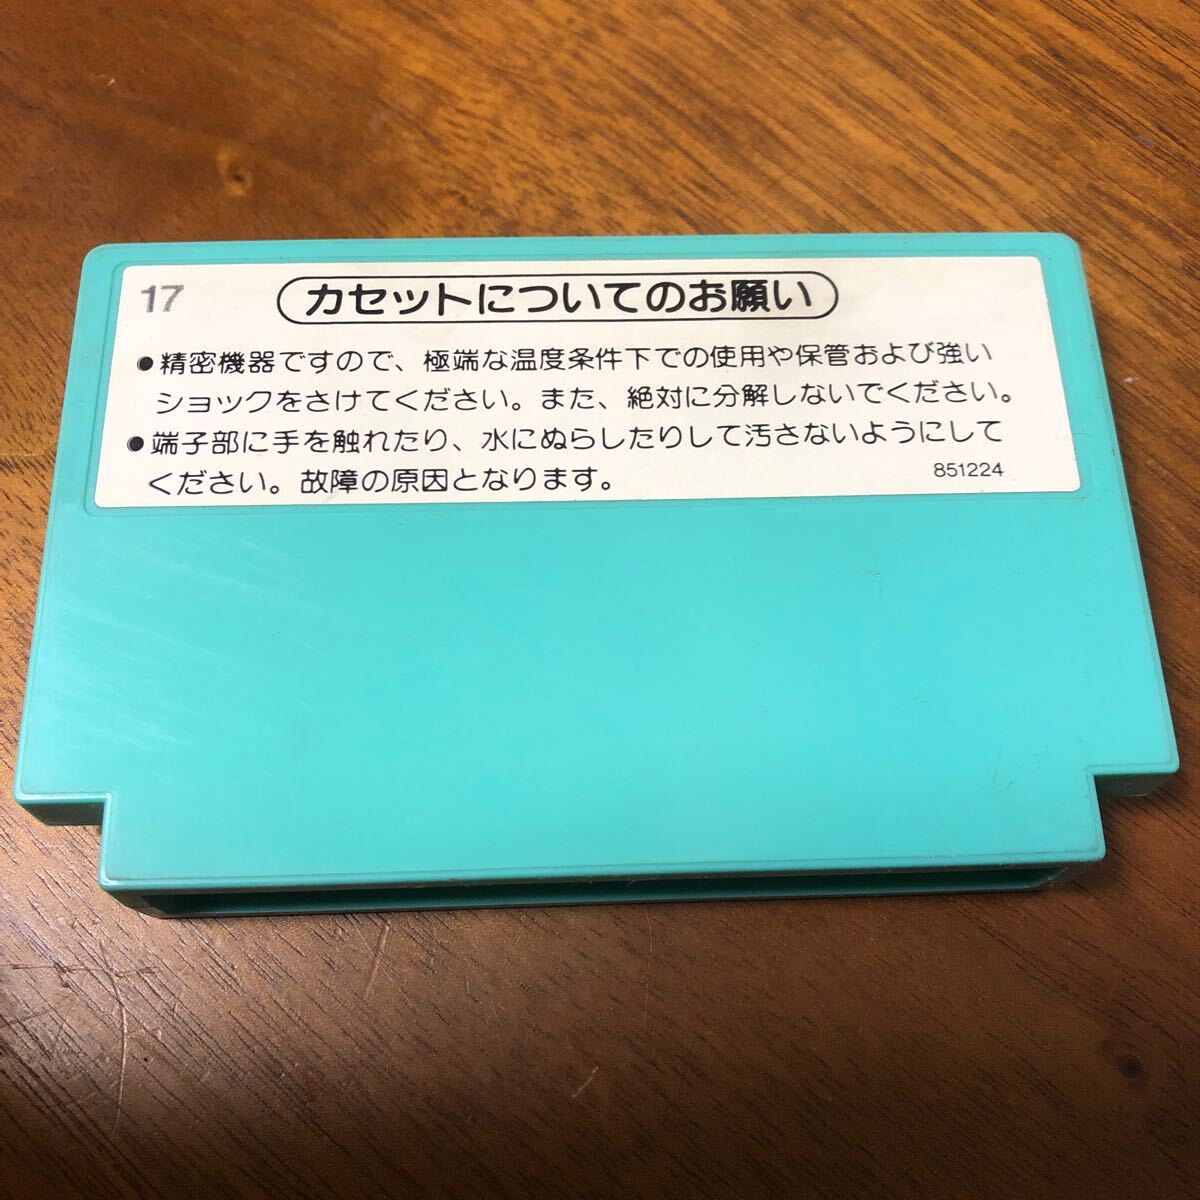 17
カセットについてのお願い
●精密機器ですので、極端な温度条件下での使用や保管および強い
ショックをさけてください。また、絶対に分解しないでください。
●端子部に手を触れたり、水にぬらしたりして汚さないようにして
ください。故障の原因となります。
851224